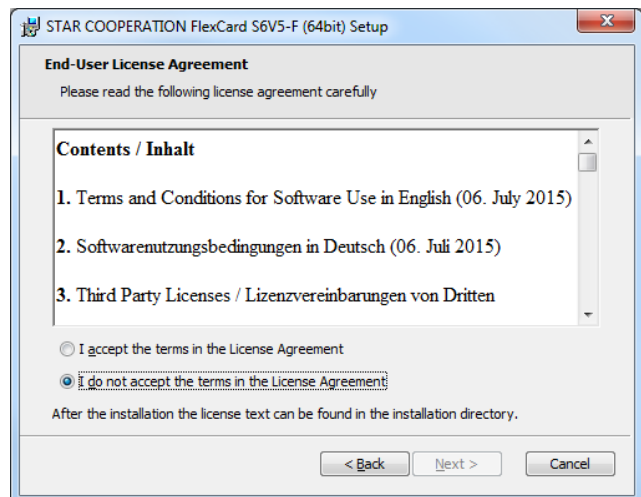 STAR COOPERATION FlexCard S6V5-F (64bit) Setup
End-User License Agreement
Please read the following license agreement carefully
Contents / Inhalt
1. Terms and Conditions for Software Use in English (06. July 2015)
2. Softwarenutzungsbedingungen in Deutsch (06. Juli 2015)
3. Third Party Licenses / Lizenzvereinbarungen von Dritten
I accept the terms in the License Agreement
I do not accept the terms in the License Agreement
After the installation the license text can be found in the installation directory.
< Back Next > Cancel